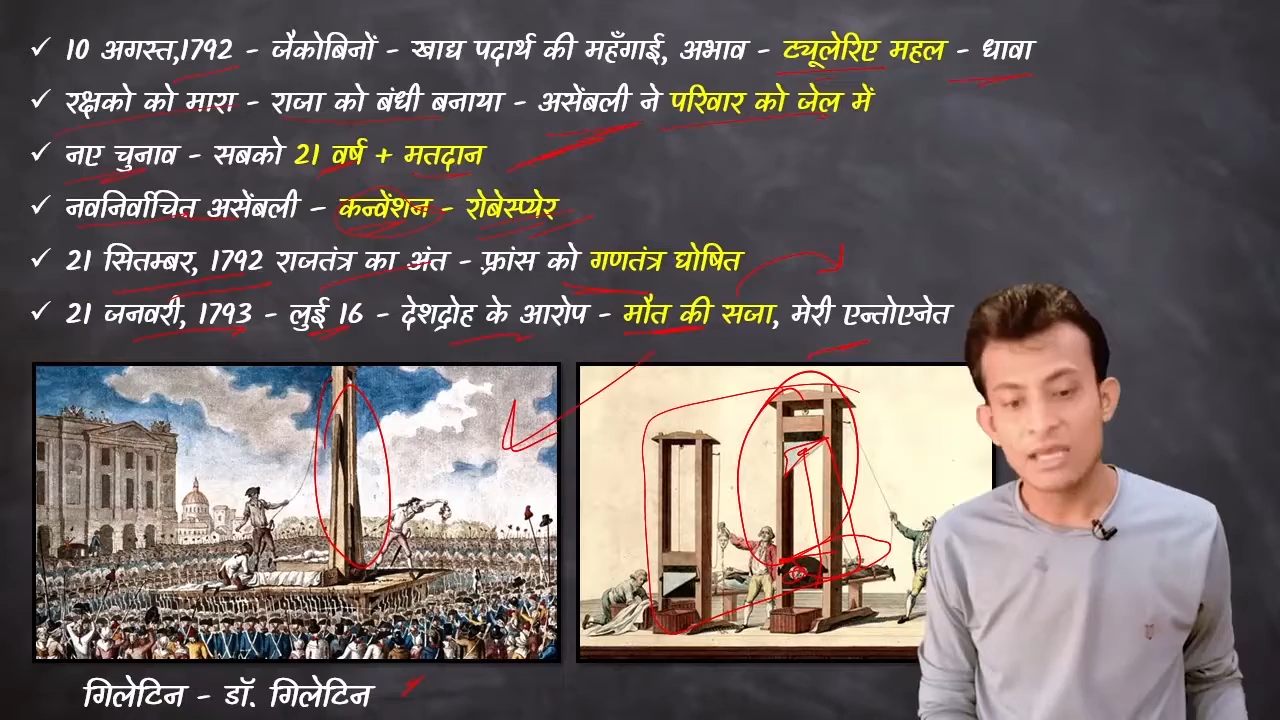 ✓ 10 अगस्त,1792 - जैकोबिनों - खाद्य पदार्थ की महँगाई, अभाव - ट्यूलेरिए महल - धावा
✓ रक्षको को मारा - राजा को बंधी बनाया - असेंबली ने परिवार को जेल में
✓ नए चुनाव - सबको 21 वर्ष + मतदान
✓ नवनिर्वाचित असेंबली – कन्वेंशन - रोबेस्प्येर
✓ 21 सितम्बर, 1792 राजतंत्र का अंत - फ़्रांस को गणतंत्र घोषित
✓ 21 जनवरी, 1793 - लुई 16 - देशद्रोह के आरोप - मौत की सजा, मेरी एन्तोएनेत
गिलेटिन - डॉ. गिलेटिन